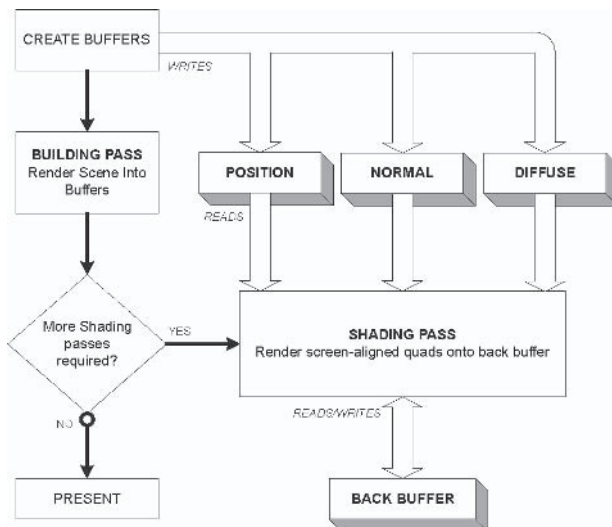 CREATE BUFFERS
WRITES
BUILDING PASS
Render Scene Into
Buffers
POSITION
NORMAL
DIFFUSE
READS
More Shading
passes
required?
YES
SHADING PASS
Render screen-aligned quads onto back buffer
NO
READS/WRITES
PRESENT
BACK BUFFER